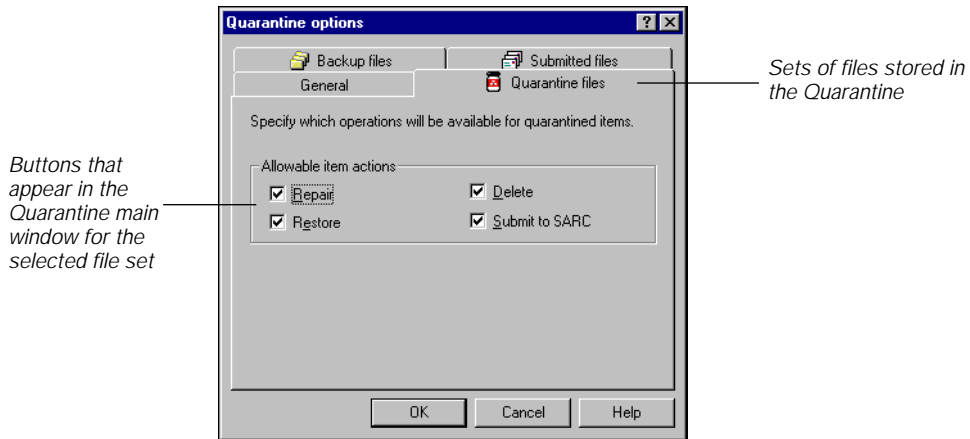 Quarantine options
Backup files
Submitted files
General
Quarantine files
Sets of files stored in
the Quarantine
Specify which operations will be available for quarantined items.
Buttons that
appear in the
Quarantine main
window for the
selected file set
Allowable item actions
Repair
Delete
Restore
Submit to SARC
OK
Cancel
Help